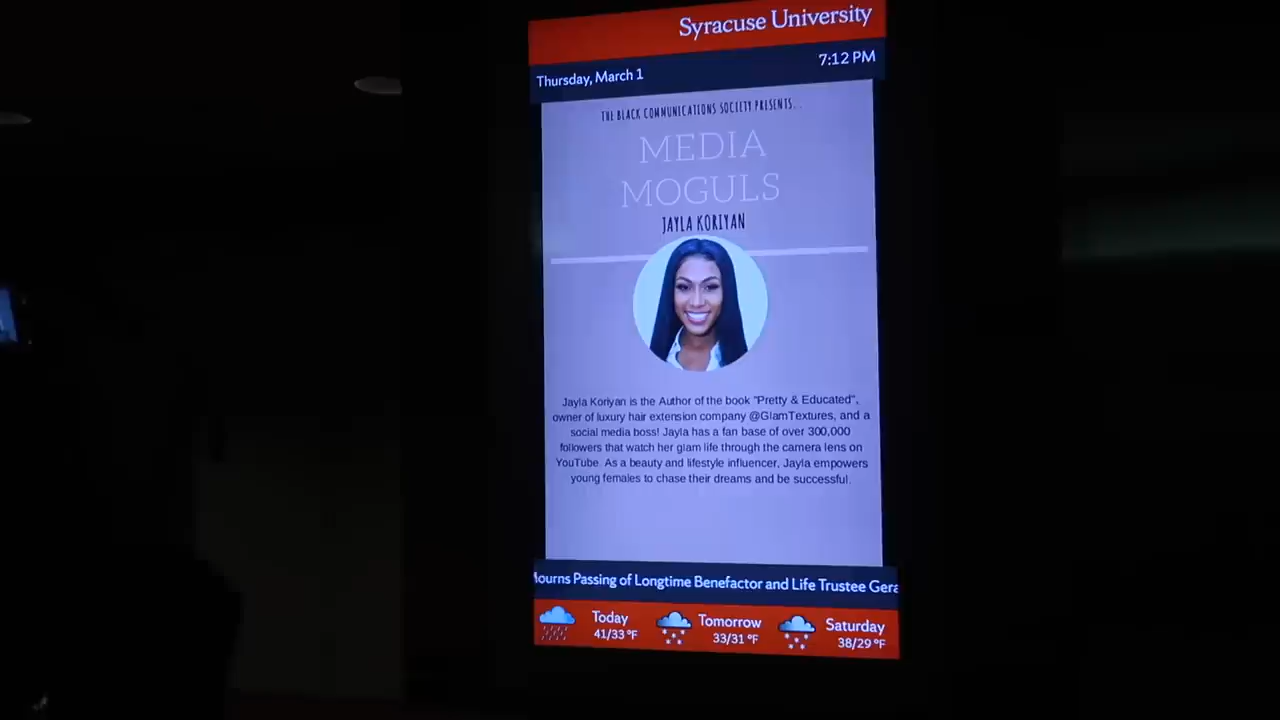 Syracuse University
Thursday, March 1
7:12 PM
THE BLACK COMMUNICATIONS SOCIETY PRESENTS...
MEDIA
MOGULS
JAYLA KORIYAN
Jayla Koriyan is the Author of the book "Pretty & Educated",
owner of luxury hair extension company @GlamTextures, and a
social media boss! Jayla has a fan base of over 300,000
followers that watch her glam life through the camera lens on
YouTube. As a beauty and lifestyle influencer, Jayla empowers
young females to chase their dreams and be successful.
Mourns Passing of Longtime Benefactor and Life Trustee Gera
Today
41/33 °F
Tomorrow
33/31 °F
Saturday
38/29 °F